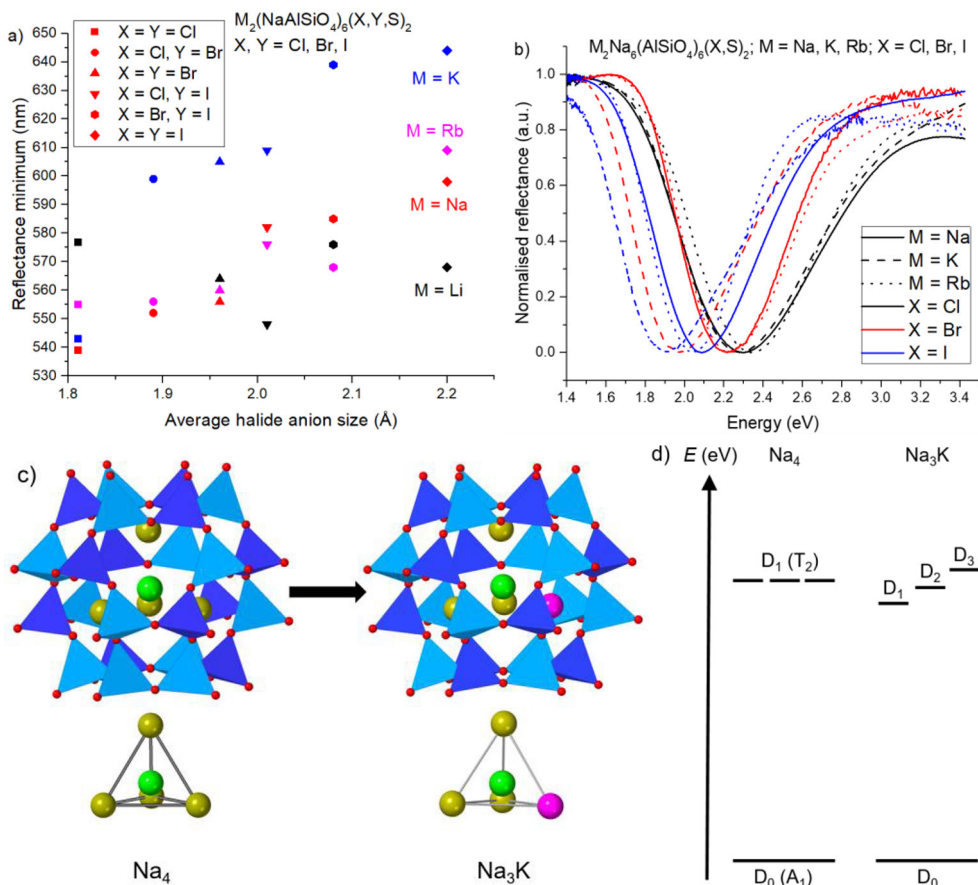 a)
M₂(NaAlSiO₄)₆(X,Y,S)₂
X, Y = Cl, Br, I
X = Y = Cl
X = Cl, Y = Br
X = Y = Br
X = Cl, Y = I
X = Br, Y = I
X = Y = I
M = K
M = Rb
M = Na
M = Li
650
640
630
620
610
600
590
580
570
560
550
540
530
Reflectance minimum (nm)
1.8 1.9 2.0 2.1 2.2
Average halide anion size (Å)
b)
M₂Na₆(AlSiO₄)₆(X,S)₂; M = Na, K, Rb; X = Cl, Br, I
1.0
0.8
0.6
0.4
0.2
0.0
Normalised reflectance (a.u.)
M = Na
M = K
M = Rb
X = Cl
X = Br
X = I
1.4 1.6 1.8 2.0 2.2 2.4 2.6 2.8 3.0 3.2 3.4
Energy (eV)
c)
Na₄
Na₃K
d)
E (eV) Na₄ Na₃K
D₁ (T₂)
D₁
D₂
D₃
D₀ (A₁)
D₀